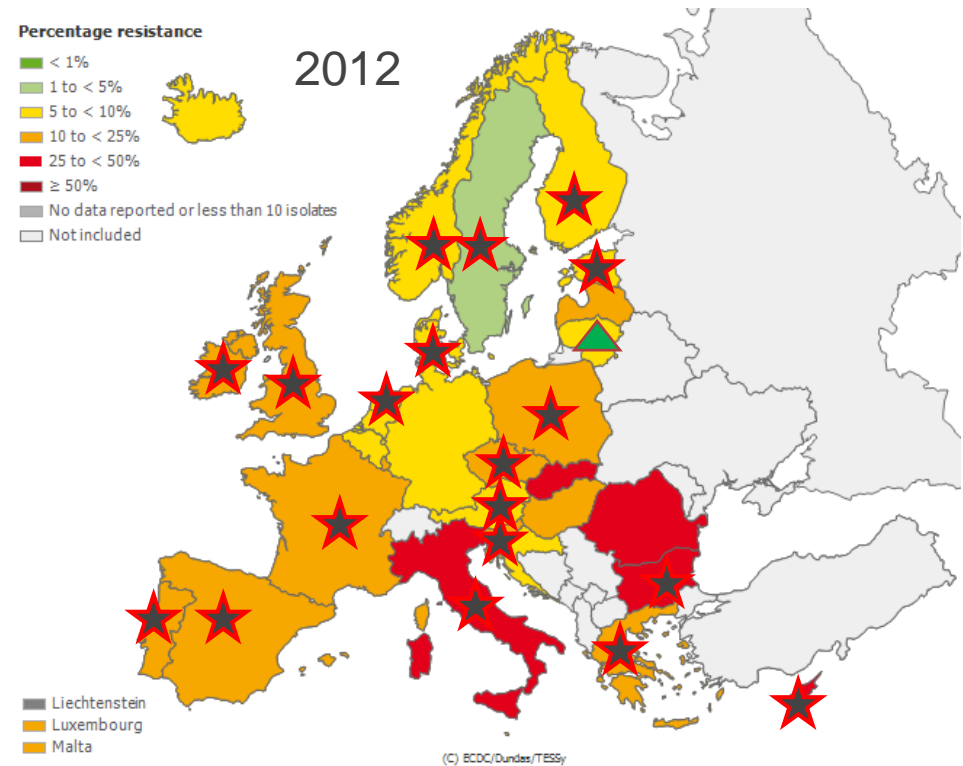 Percentage resistance
2012
< 1%
1 to < 5%
5 to < 10%
10 to < 25%
25 to < 50%
≥ 50%
No data reported or less than 10 isolates
Not included
Liechtenstein
Luxembourg
Malta
(C) ECDC/Dundas/TESSy